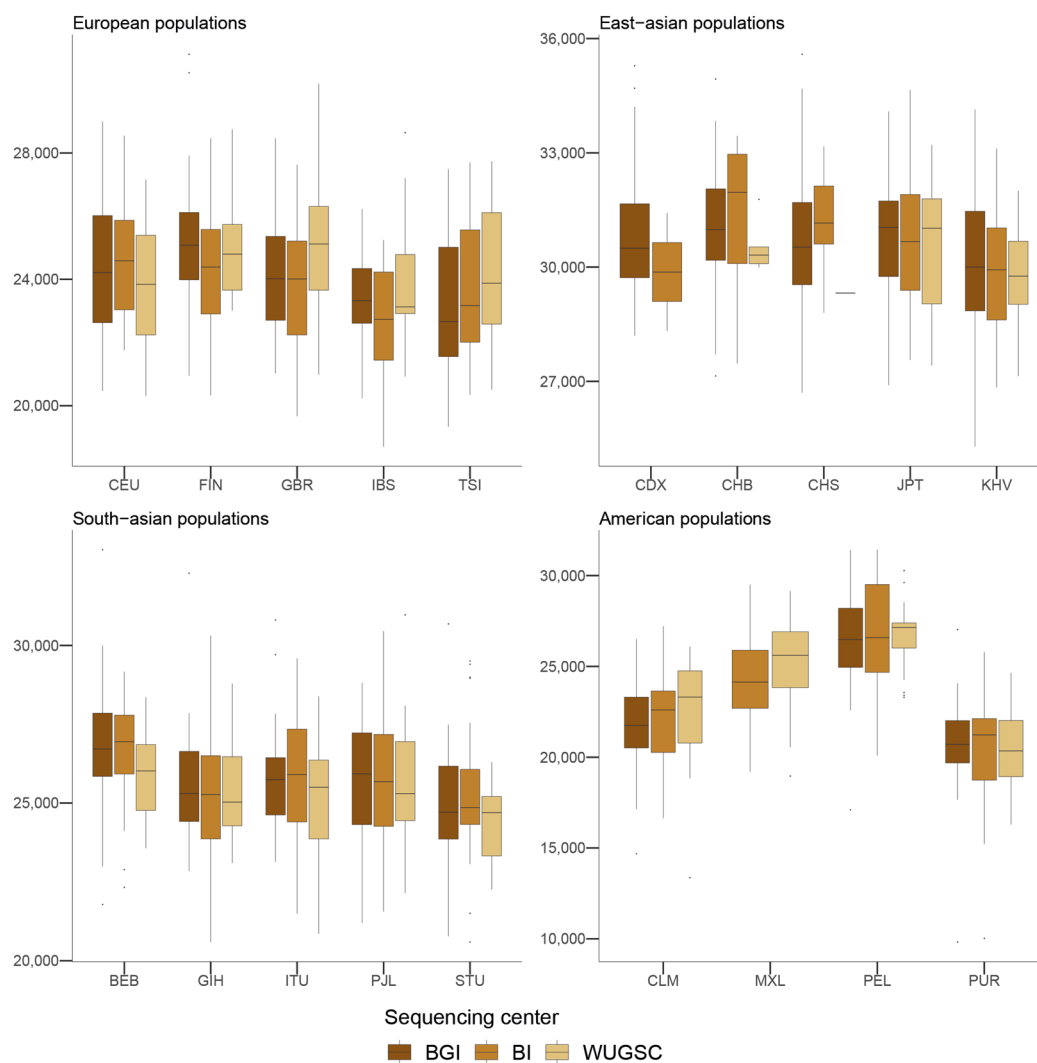 European populations
28,000
24,000
20,000
CEU FIN GBR IBS TSI
East-asian populations
36,000
33,000
30,000
27,000
CDX CHB CHS JPT KHV
South-asian populations
30,000
25,000
20,000
BEB GIH ITU PJL STU
American populations
30,000
25,000
20,000
15,000
10,000
CLM MXL PEL PUR
Sequencing center
BGI BI WUGSC